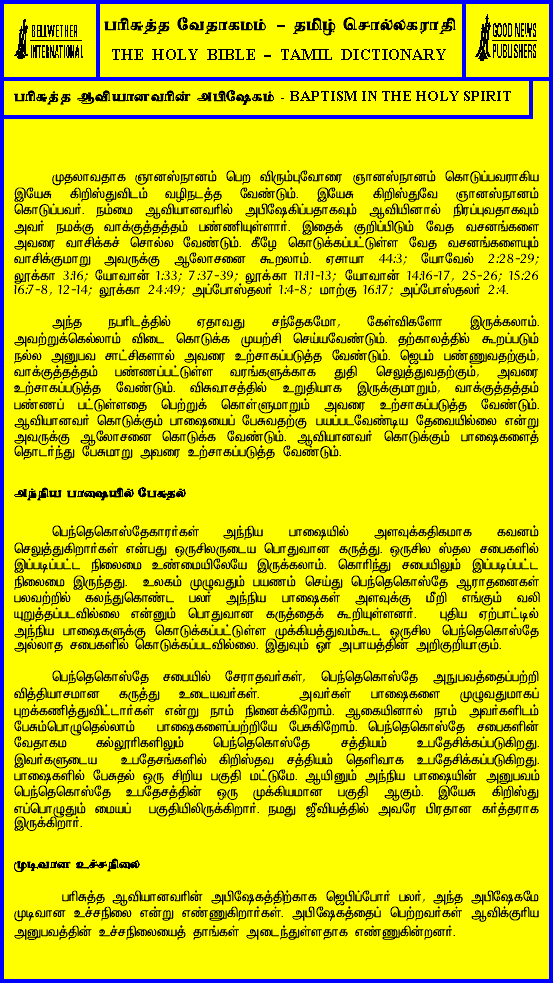 BELLWETHER
INTERNATIONAL
பரிசுத்த வேதாகமம் – தமிழ் சொல்லகராதி
THE HOLY BIBLE – TAMIL DICTIONARY
GOOD NEWS
PUBLISHERS
பரிசுத்த ஆவியானவரின் அபிஷேகம் - BAPTISM IN THE HOLY SPIRIT
முதலாவதாக ஞானஸ்நானம் பெற விரும்புவோரை ஞானஸ்நானம் கொடுப்பவராகிய
இயேசு கிறிஸ்துவிடம் வழிநடத்த வேண்டும். இயேசு கிறிஸ்துவே ஞானஸ்நானம்
கொடுப்பவர். நம்மை ஆவியானவரில் அபிஷேகிப்பதாகவும் ஆவியினால் நிரப்புவதாகவும்
அவர் நமக்கு வாக்குத்தத்தம் பண்ணியுள்ளார். இதைக் குறிப்பிடும் வேத வசனங்களை
அவரை வாசிக்கச் சொல்ல வேண்டும். கீழே கொடுக்கப்பட்டுள்ள வேத வசனங்களையும்
வாசிக்குமாறு அவருக்கு ஆலோசனை கூறலாம். ஏசாயா 44:3; யோவேல் 2:28-29;
லூக்கா 3:16; யோவான் 1:33; 7:37-39; லூக்கா 11:11-13; யோவான் 14:16-17, 25-26; 15:26
16:7-8, 12-14; லூக்கா 24:49; அப்போஸ்தலர் 1:4-8; மாற்கு 16:17; அப்போஸ்தலர் 2:4.
அந்த நபரிடத்தில் ஏதாவது சந்தேகமோ, கேள்விகளோ இருக்கலாம்.
அவற்றுக்கெல்லாம் விடை கொடுக்க முயற்சி செய்யவேண்டும். தற்காலத்தில் கூறப்படும்
நல்ல அனுபவ சாட்சிகளால் அவரை உற்சாகப்படுத்த வேண்டும். ஜெபம் பண்ணுவதற்கும்,
வாக்குத்தத்தம் பண்ணப்பட்டுள்ள வரங்களுக்காக துதி செலுத்துவதற்கும், அவரை
உற்சாகப்படுத்த வேண்டும். விசுவாசத்தில் உறுதியாக இருக்குமாறும், வாக்குத்தத்தம்
பண்ணப் பட்டுள்ளதை பெற்றுக் கொள்ளுமாறும் அவரை உற்சாகப்படுத்த வேண்டும்.
ஆவியானவர் கொடுக்கும் பாஷையைப் பேசுவதற்கு பயப்படவேண்டிய தேவையில்லை என்று
அவருக்கு ஆலோசனை கொடுக்க வேண்டும். ஆவியானவர் கொடுக்கும் பாஷைகளைத்
தொடர்ந்து பேசுமாறு அவரை உற்சாகப்படுத்த வேண்டும்.
அந்நிய பாஷையில் பேசுதல்
பெந்தெகொஸ்தேகாரர்கள் அந்நிய பாஷையில் அளவுக்கதிகமாக கவனம்
செலுத்துகிறார்கள் என்பது ஒருசிலருடைய பொதுவான கருத்து. ஒருசில ஸ்தல சபைகளில்
இப்படிப்பட்ட நிலைமை உண்மையிலேயே இருக்கலாம். கொரிந்து சபையிலும் இப்படிப்பட்ட
நிலைமை இருந்தது. உலகம் முழுவதும் பயணம் செய்து பெந்தெகொஸ்தே ஆராதனைகள்
பலவற்றில் கலந்துகொண்ட பலர் அந்நிய பாஷைகள் அளவுக்கு மீறி எங்கும் வலி
யுறுத்தப்படவில்லை என்னும் பொதுவான கருத்தைக் கூறியுள்ளனர். புதிய ஏற்பாட்டில்
அந்நிய பாஷைகளுக்கு கொடுக்கப்பட்டுள்ள முக்கியத்துவம்கூட ஒருசில பெந்தெகொஸ்தே
அல்லாத சபைகளில் கொடுக்கப்படவில்லை. இதுவும் ஓர் அபாயத்தின் அறிகுறியாகும்.
பெந்தெகொஸ்தே சபையில் சேராதவர்கள், பெந்தெகொஸ்தே அநுபவத்தைப்பற்றி
வித்தியாசமான கருத்து உடையவர்கள். அவர்கள் பாஷைகளை முழுவதுமாகப்
புறக்கணித்துவிட்டார்கள் என்று நாம் நினைக்கிறோம். ஆகையினால் நாம் அவர்களிடம்
பேசும்பொழுதெல்லாம் பாஷைகளைப்பற்றியே பேசுகிறோம். பெந்தெகொஸ்தே சபைகளின்
வேதாகம கல்லூரிகளிலும் பெந்தெகொஸ்தே சத்தியம் உபதேசிக்கப்படுகிறது.
இவர்களுடைய உபதேசங்களில் கிறிஸ்தவ சத்தியம் தெளிவாக உபதேசிக்கப்படுகிறது.
பாஷைகளில் பேசுதல் ஒரு சிறிய பகுதி மட்டுமே. ஆயினும் அந்நிய பாஷையின் அனுபவம்
பெந்தெகொஸ்தே உபதேசத்தின் ஒரு முக்கியமான பகுதி ஆகும். இயேசு கிறிஸ்து
எப்பொழுதும் மையப் பகுதியிலிருக்கிறார். நமது ஜீவியத்தில் அவரே பிரதான கர்த்தராக
இருக்கிறார்.
முடிவான உச்சநிலை
பரிசுத்த ஆவியானவரின் அபிஷேகத்திற்காக ஜெபிப்போர் பலர், அந்த அபிஷேகமே
முடிவான உச்சநிலை என்று எண்ணுகிறார்கள். அபிஷேகத்தைப் பெற்றவர்கள் ஆவிக்குரிய
அனுபவத்தின் உச்சநிலையைத் தாங்கள் அடைந்துள்ளதாக எண்ணுகின்றனர்.